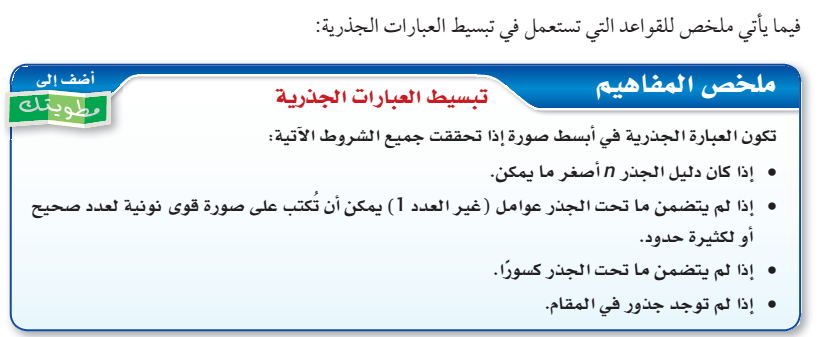 فيما يأتي ملخص للقواعد التي تستعمل في تبسيط العبارات الجذرية:
ملخص المفاهيم
أضف إلى
مطويتك
تبسيط العبارات الجذرية
تكون العبارة الجذرية في أبسط صورة إذا تحققت جميع الشروط الآتية:
• إذا كان دليل الجذر n أصغر ما يمكن.
• إذا لم يتضمن ما تحت الجذر عوامل (غير العدد 1) يمكن أن تُكتب على صورة قوى نونية لعدد صحيح
أو لكثيرة حدود.
• إذا لم يتضمن ما تحت الجذر كسورًا.
• إذا لم توجد جذور في المقام.